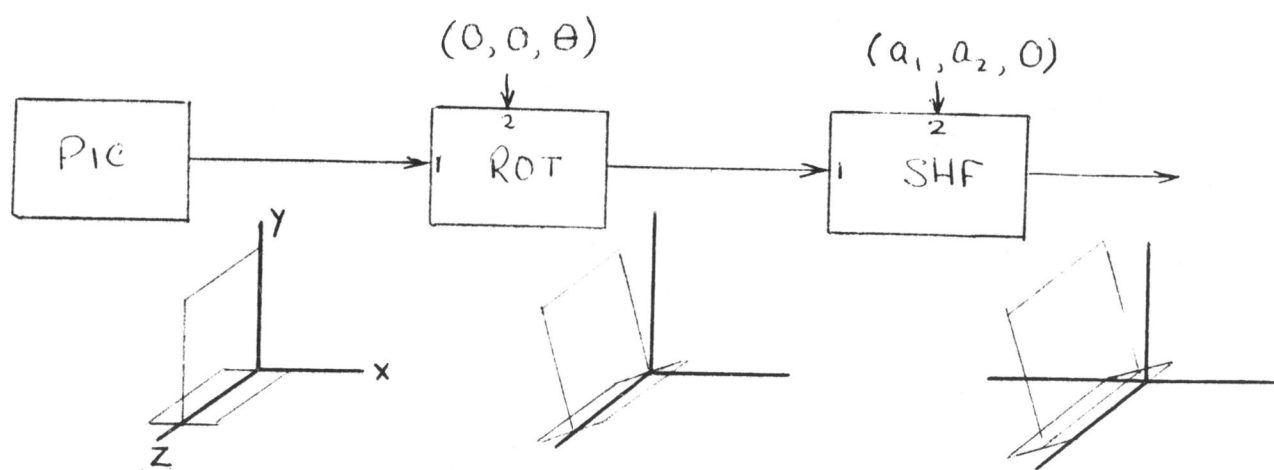 (0, 0, θ)
(a₁, a₂, 0)
PIC
1
2
ROT
1
2
SHF
Y
X
Z